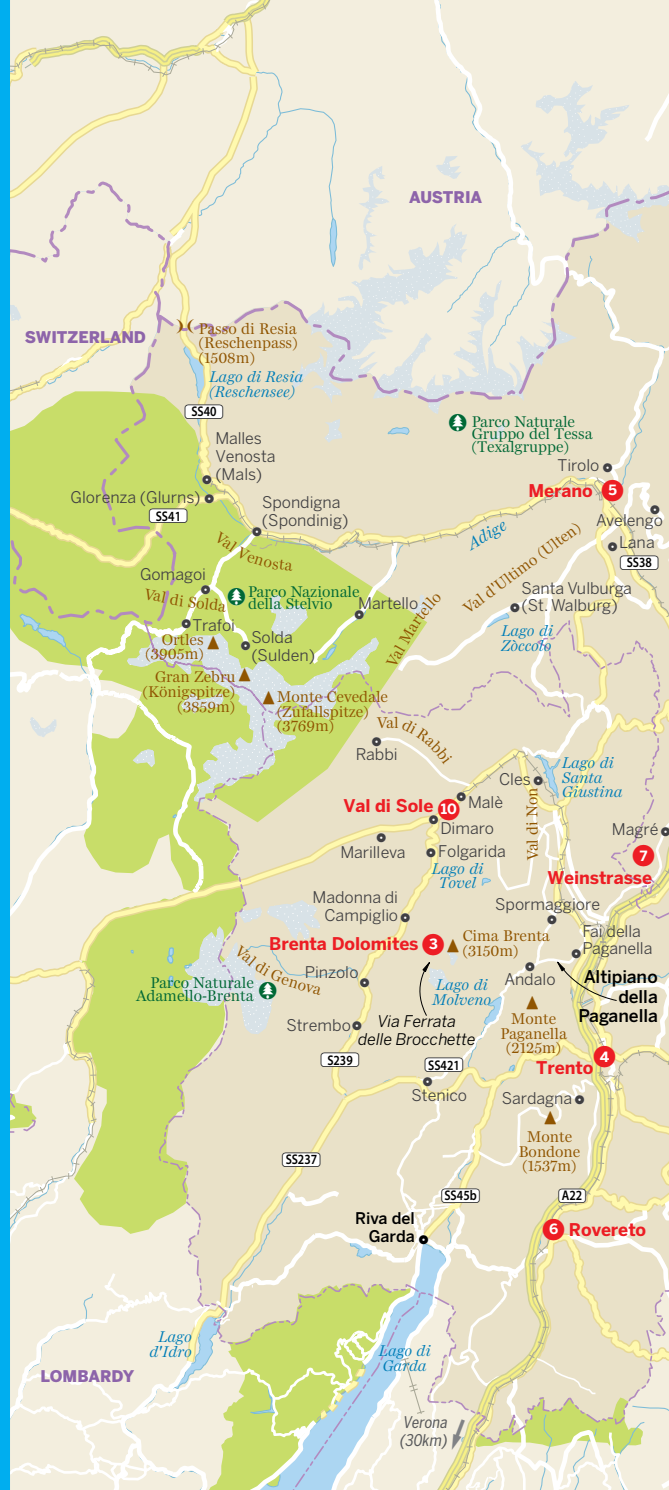 AUSTRIA
SWITZERLAND
Passo di Resia
(Reschenpass)
(1508m)
Lago di Resia
(Reschensee)
SS40
Parco Naturale
Gruppo del Tessa
(Texalgruppe)
Malles
Venosta
(Mals)
Tirolo
Merano 5
Glorenza (Glurns)
SS41
Spondigna
(Spondinig)
Avelengo
Adige
Lana
SS38
Val Venosta
Val d'Ultimo (Ulten)
Gomagoi
Val di Solda
Parco Nazionale
della Stelvio
Martello
Santa Vulburga
(St. Walburg)
Trafoi
Ortles
(3905m)
Solda
(Sulden)
Val Martello
Lago di
Zòccolo
Gran Zebru
(Königspitze)
(3859m)
Monte Cevedale
(Zufallspitze)
(3769m)
Val di Rabbi
Rabbi
Cles
Lago di
Santa
Giustina
Val di Sole 10
Malè
Dimaro
Val di Non
Magré
7
Weinstrasse
Marilleva
Folgarida
Lago di
Tovel
Madonna di
Campiglio
Spormaggiore
Brenta Dolomites 3
Cima Brenta
(3150m)
Fai della
Paganella
Val di Genova
Parco Naturale
Adamello-Brenta
Pinzolo
Lago di
Molveno
Andalo
Altipiano
della
Paganella
Strembo
Via Ferrata
delle Brocchette
Monte
Paganella
(2125m)
S239
SS421
Trento 4
Stenico
Sardagna
Monte
Bondone
(1537m)
SS237
SS45b
A22
Riva del
Garda
6 Rovereto
Lago
d'Idro
Lago di
Garda
LOMBARDY
Verona
(30km)